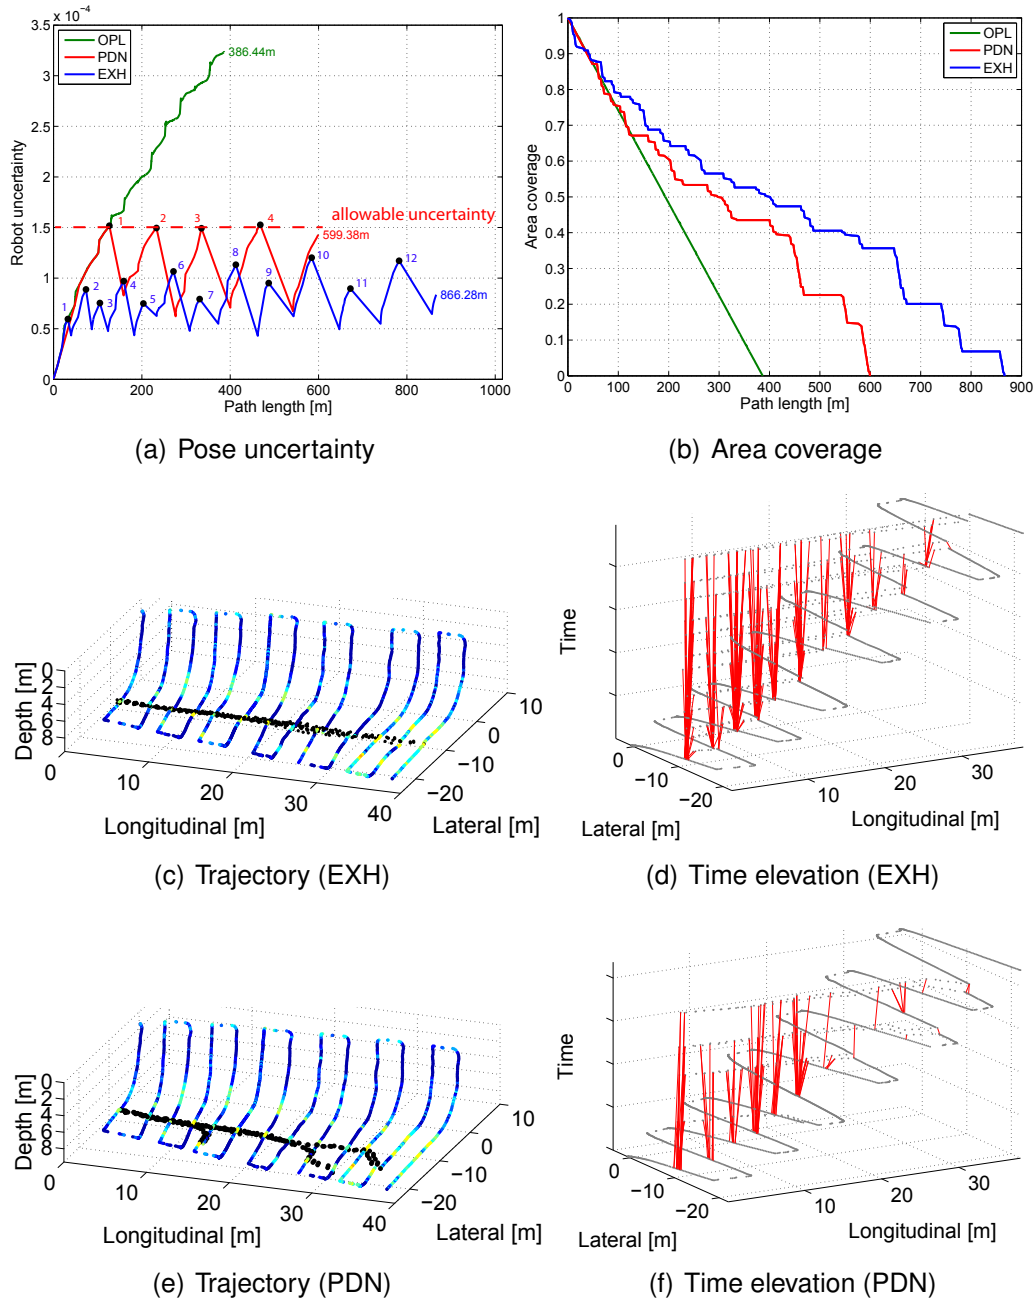 x 10⁻⁴
3.5
3
2.5
2
1.5
1
0.5
0
0 200 400 600 800 1000
Robot uncertainty
Path length [m]
OPL
PDN
EXH
386.44m
allowable uncertainty
599.38m
866.28m
1 2 3 4
1 2 3 4 5 6 7 8 9 10 11 12
(a) Pose uncertainty
1
0.9
0.8
0.7
0.6
0.5
0.4
0.3
0.2
0.1
0
0 100 200 300 400 500 600 700 800 900
Area coverage
Path length [m]
OPL
PDN
EXH
(b) Area coverage
Depth [m]
0
2
4
6
8
0 10 20 30 40
Longitudinal [m]
10
0
−10
−20
Lateral [m]
(c) Trajectory (EXH)
Time
0
−10
−20
Lateral [m]
10
20
30
Longitudinal [m]
(d) Time elevation (EXH)
Depth [m]
0
2
4
6
8
0 10 20 30 40
Longitudinal [m]
10
0
−10
−20
Lateral [m]
(e) Trajectory (PDN)
Time
0
−10
−20
Lateral [m]
10
20
30
Longitudinal [m]
(f) Time elevation (PDN)